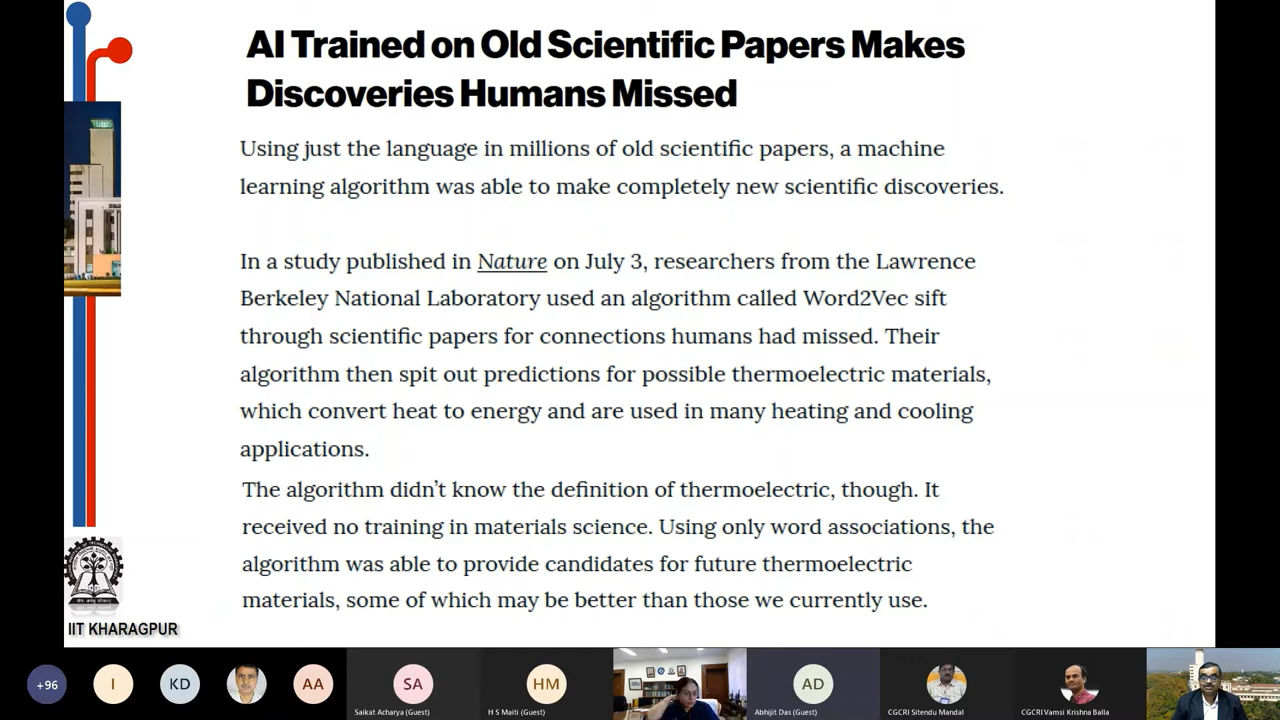 AI Trained on Old Scientific Papers Makes
Discoveries Humans Missed
Using just the language in millions of old scientific papers, a machine
learning algorithm was able to make completely new scientific discoveries.
In a study published in Nature on July 3, researchers from the Lawrence
Berkeley National Laboratory used an algorithm called Word2Vec sift
through scientific papers for connections humans had missed. Their
algorithm then spit out predictions for possible thermoelectric materials,
which convert heat to energy and are used in many heating and cooling
applications.
The algorithm didn’t know the definition of thermoelectric, though. It
received no training in materials science. Using only word associations, the
algorithm was able to provide candidates for future thermoelectric
materials, some of which may be better than those we currently use.
IIT KHARAGPUR
+96
I
KD
AA
SA
HM
AD
Saikat Acharya (Guest)
H S Maiti (Guest)
Abhijit Das (Guest)
CGCRI Sitendu Mandal
CGCRI Vamsi Krishna Balla